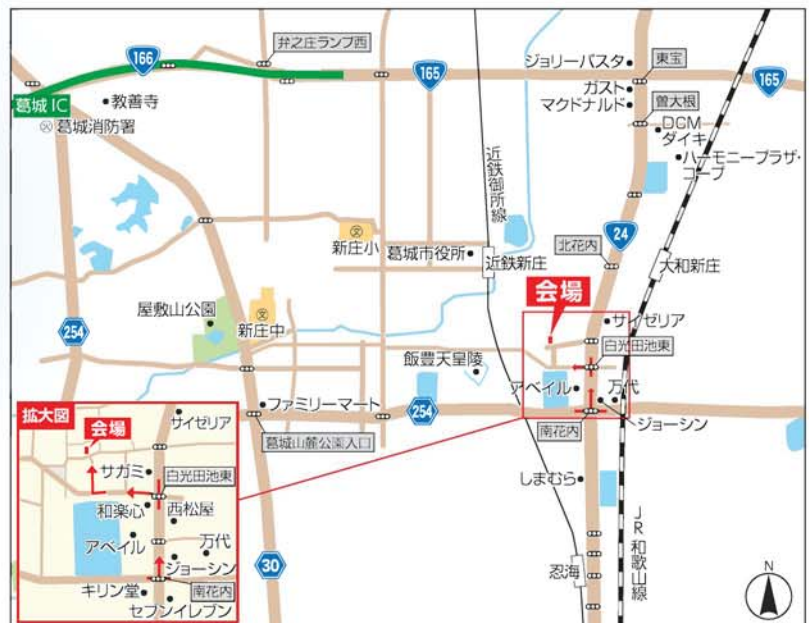 弁之庄ランプ西
166
165
ジョリーパスタ
東宝
ガスト
マクドナルド
165
葛城IC
教善寺
葛城消防署
曽大根
DCM
ダイキ
ハーモニープラザ・
コープ
近鉄御所線
24
新庄小
葛城市役所
近鉄新庄
北花内
大和新庄
会場
屋敷山公園
新庄中
254
サイゼリア
白光田池東
飯豊天皇陵
アベイル
万代
ファミリーマート
254
ジョーシン
葛城山麓公園入口
南花内
しまむら
JR和歌山線
忍海
30
N
拡大図
会場
サイゼリア
サガミ
白光田池東
和楽心
西松屋
アベイル
万代
ジョーシン
キリン堂
南花内
セブンイレブン